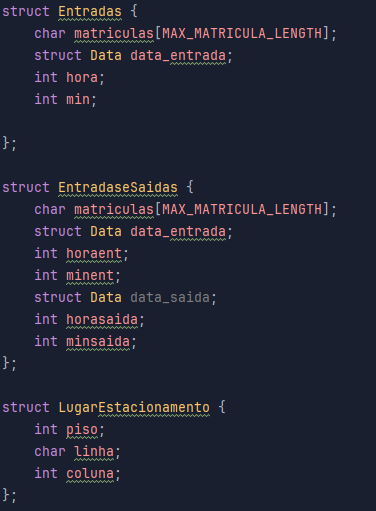 struct Entradas {
    char matriculas[MAX_MATRICULA_LENGTH];
    struct Data data_entrada;
    int hora;
    int min;

};

struct EntradaseSaidas {
    char matriculas[MAX_MATRICULA_LENGTH];
    struct Data data_entrada;
    int horaent;
    int minent;
    struct Data data_saida;
    int horasaida;
    int minsaida;
};

struct LugarEstacionamento {
    int piso;
    char linha;
    int coluna;
};